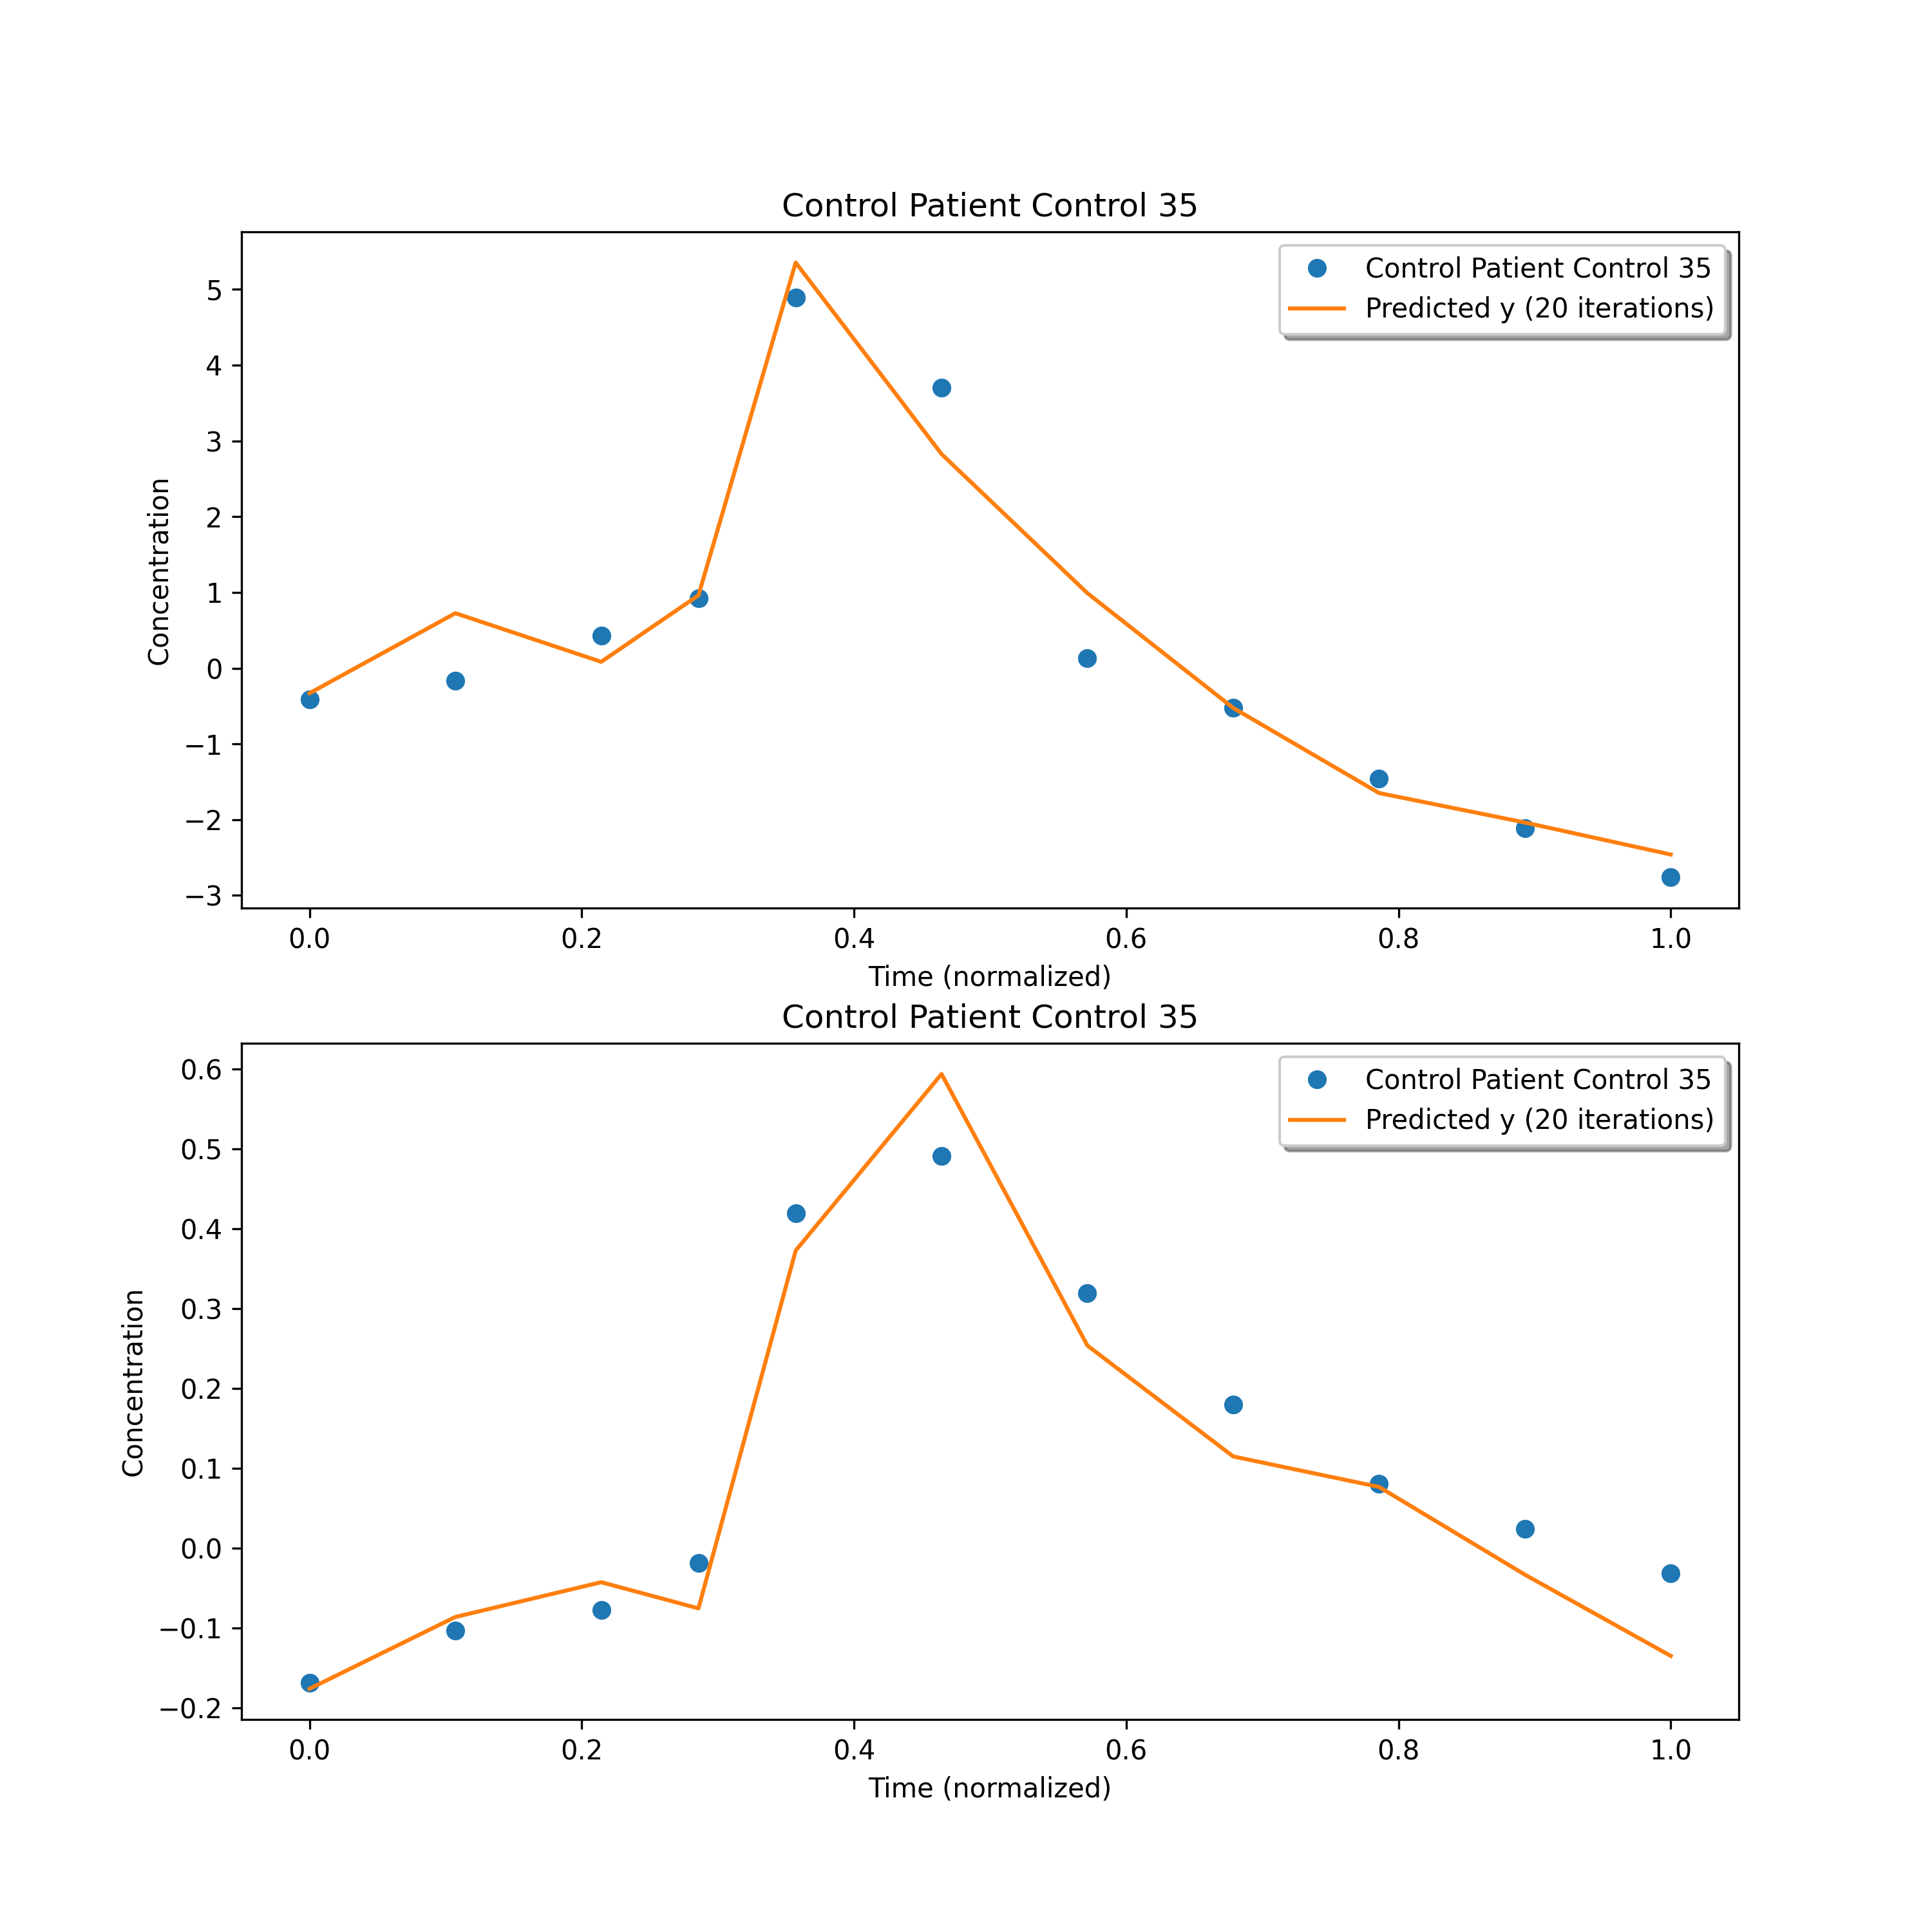 Control Patient Control 35
Control Patient Control 35
Predicted y (20 iterations)
5
4
3
2
1
0
−1
−2
−3
Concentration
0.0 0.2 0.4 0.6 0.8 1.0
Time (normalized)
Control Patient Control 35
Control Patient Control 35
Predicted y (20 iterations)
0.6
0.5
0.4
0.3
0.2
0.1
0.0
−0.1
−0.2
Concentration
0.0 0.2 0.4 0.6 0.8 1.0
Time (normalized)